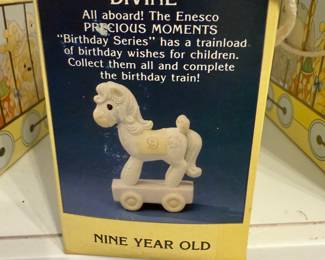 DIVINE
All aboard! The Enesco
PRECIOUS MOMENTS
"Birthday Series" has a trainload
of birthday wishes for children.
Collect them all and complete
the birthday train!
9
NINE YEAR OLD